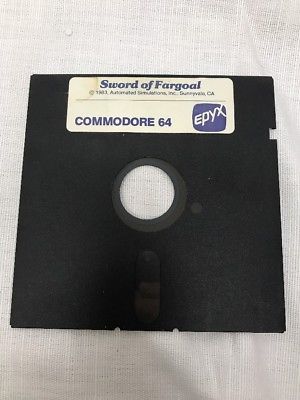 Sword of Fargoal
© 1983, Automated Simulations, Inc., Sunnyvale, CA
COMMODORE 64
EPYX